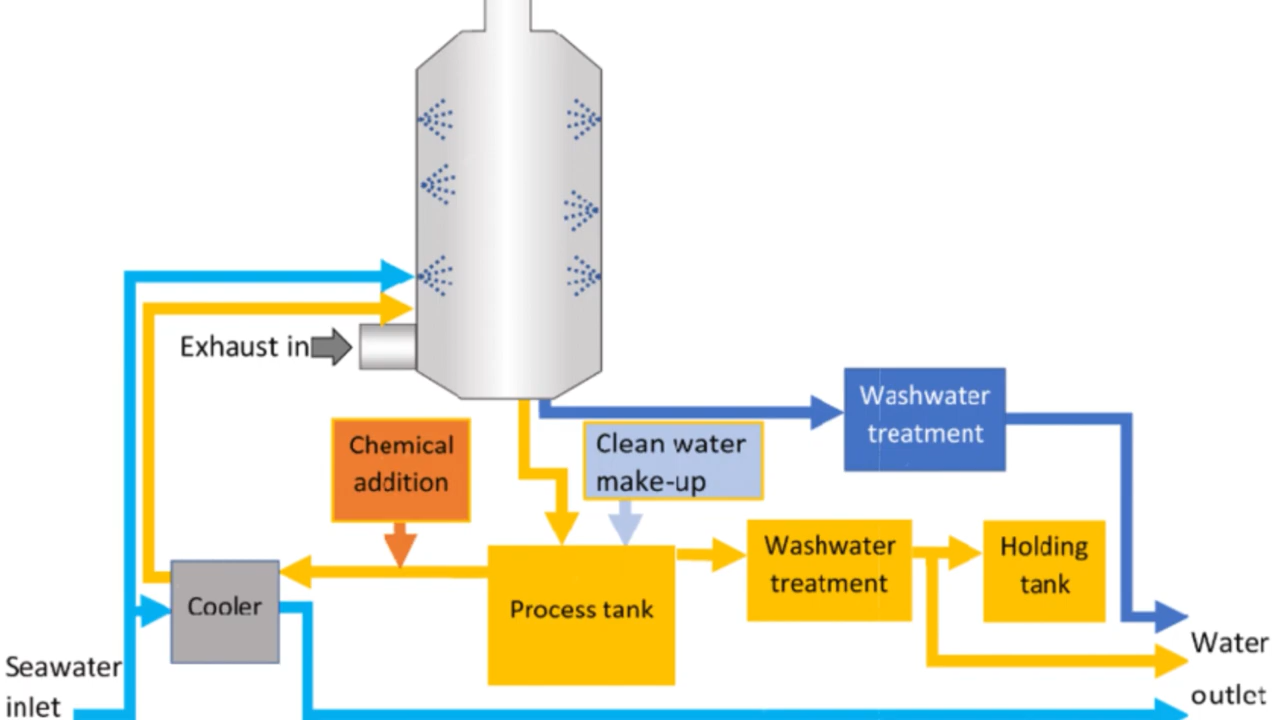 Exhaust in
Washwater
treatment
Chemical
addition
Clean water
make-up
Washwater
treatment
Holding
tank
Cooler
Process tank
Seawater
inlet
Water
outlet